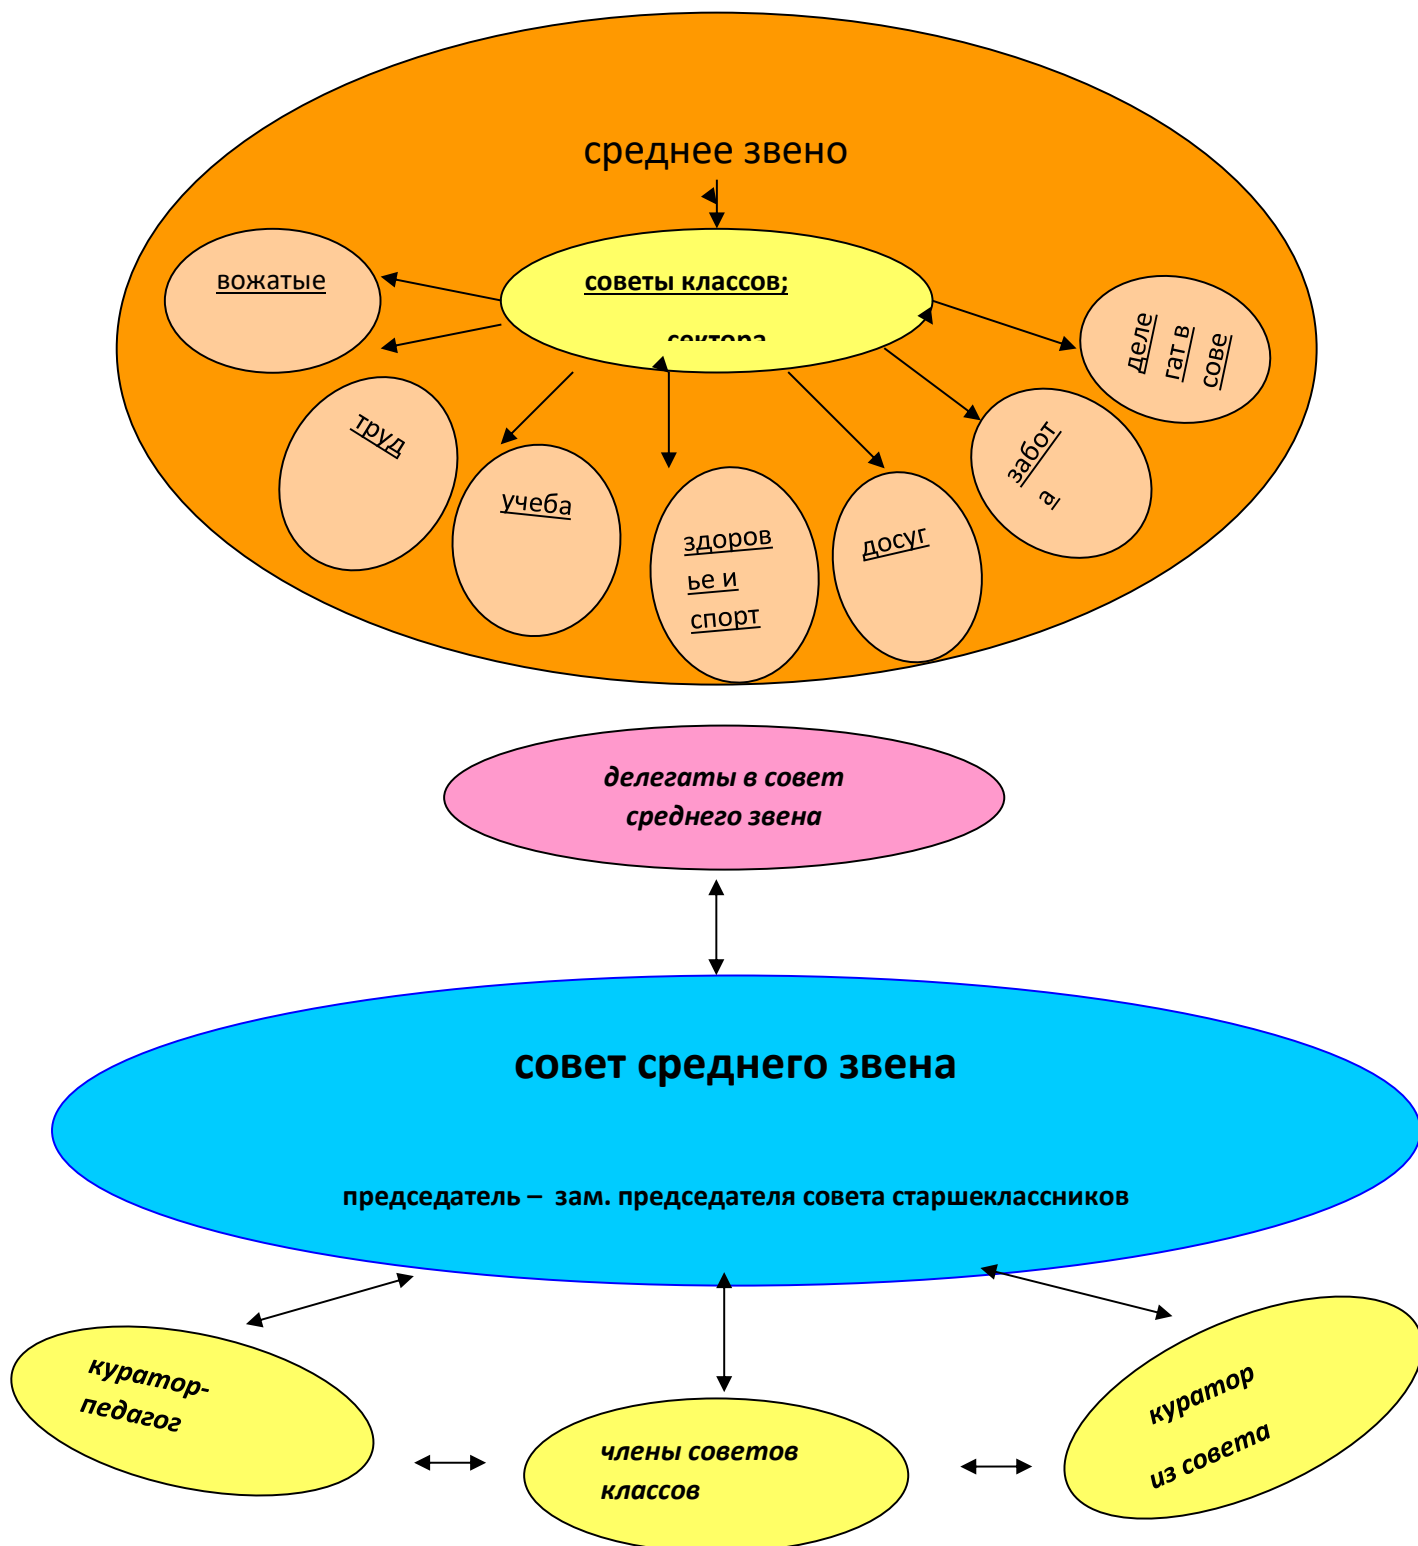 среднее звено
вожатые
советы классов;
сектора
деле
гат в
сове
труд
учеба
здоров
ье и
спорт
досуг
забот
а
делегаты в совет
среднего звена
совет среднего звена
председатель – зам. председателя совета старшеклассников
куратор-
педагог
члены советов
классов
куратор
из совета